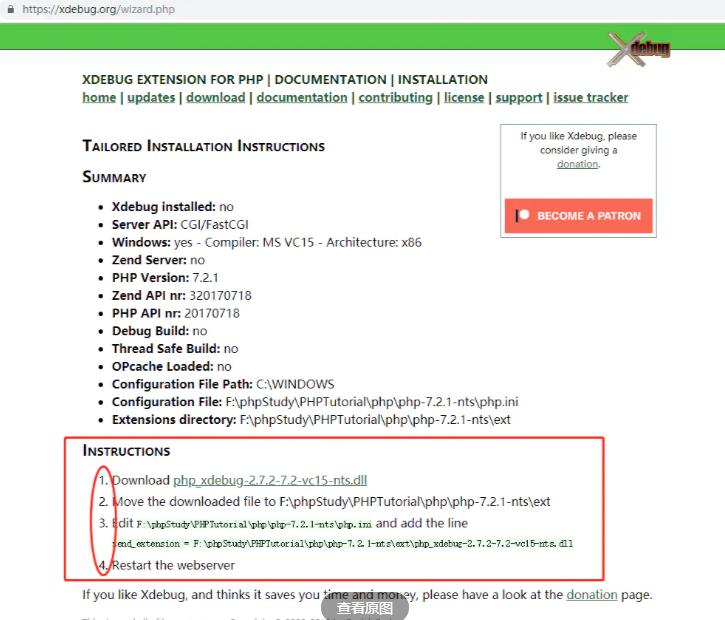 https://xdebug.org/wizard.php
Xdebug
XDEBUG EXTENSION FOR PHP | DOCUMENTATION | INSTALLATION
home | updates | download | documentation | contributing | license | support | issue tracker
If you like Xdebug, please
consider giving a
donation.
BECOME A PATRON
TAILORED INSTALLATION INSTRUCTIONS
SUMMARY
• Xdebug installed: no
• Server API: CGI/FastCGI
• Windows: yes - Compiler: MS VC15 - Architecture: x86
• Zend Server: no
• PHP Version: 7.2.1
• Zend API nr: 320170718
• PHP API nr: 20170718
• Debug Build: no
• Thread Safe Build: no
• OPcache Loaded: no
• Configuration File Path: C:\WINDOWS
• Configuration File: F:\phpStudy\PHPTutorial\php\php-7.2.1-nts\php.ini
• Extensions directory: F:\phpStudy\PHPTutorial\php\php-7.2.1-nts\ext
INSTRUCTIONS
1. Download php_xdebug-2.7.2-7.2-vc15-nts.dll
2. Move the downloaded file to F:\phpStudy\PHPTutorial\php\php-7.2.1-nts\ext
3. Edit F:\phpStudy\PHPTutorial\php\php-7.2.1-nts\php.ini and add the line
zend_extension = F:\phpStudy\PHPTutorial\php\php-7.2.1-nts\ext\php_xdebug-2.7.2-7.2-vc15-nts.dll
4. Restart the webserver
If you like Xdebug, and thinks it saves you time and money, please have a look at the donation page.
查看原图